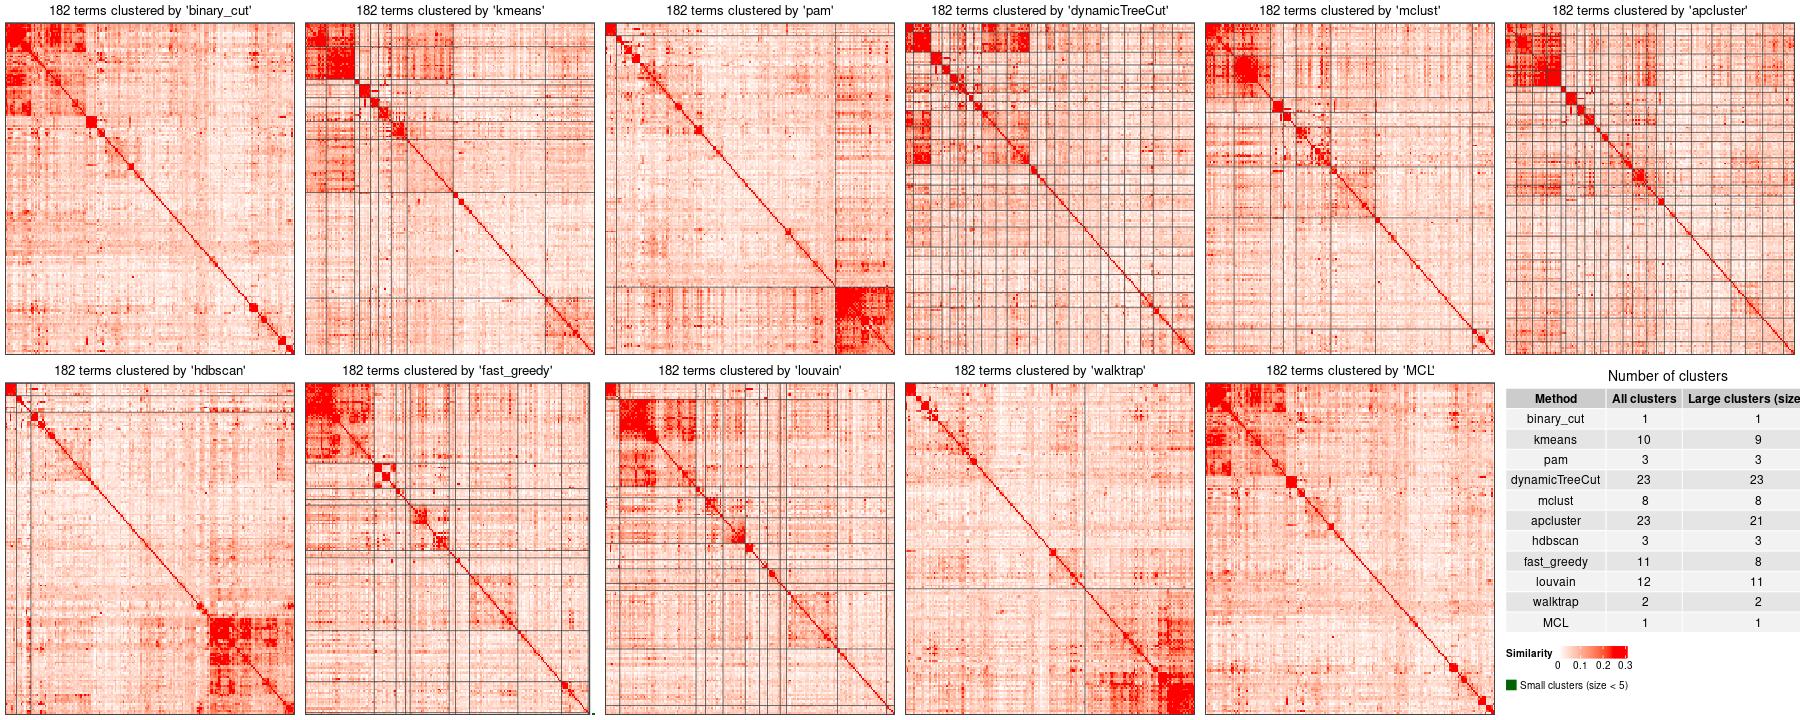 182 terms clustered by 'binary_cut'
182 terms clustered by 'kmeans'
182 terms clustered by 'pam'
182 terms clustered by 'dynamicTreeCut'
182 terms clustered by 'mclust'
182 terms clustered by 'apcluster'
182 terms clustered by 'hdbscan'
182 terms clustered by 'fast_greedy'
182 terms clustered by 'louvain'
182 terms clustered by 'walktrap'
182 terms clustered by 'MCL'
Number of clusters
Method All clusters Large clusters (size
binary_cut 1 1
kmeans 10 9
pam 3 3
dynamicTreeCut 23 23
mclust 8 8
apcluster 23 21
hdbscan 3 3
fast_greedy 11 8
louvain 12 11
walktrap 2 2
MCL 1 1
Similarity
0 0.1 0.2 0.3
Small clusters (size < 5)